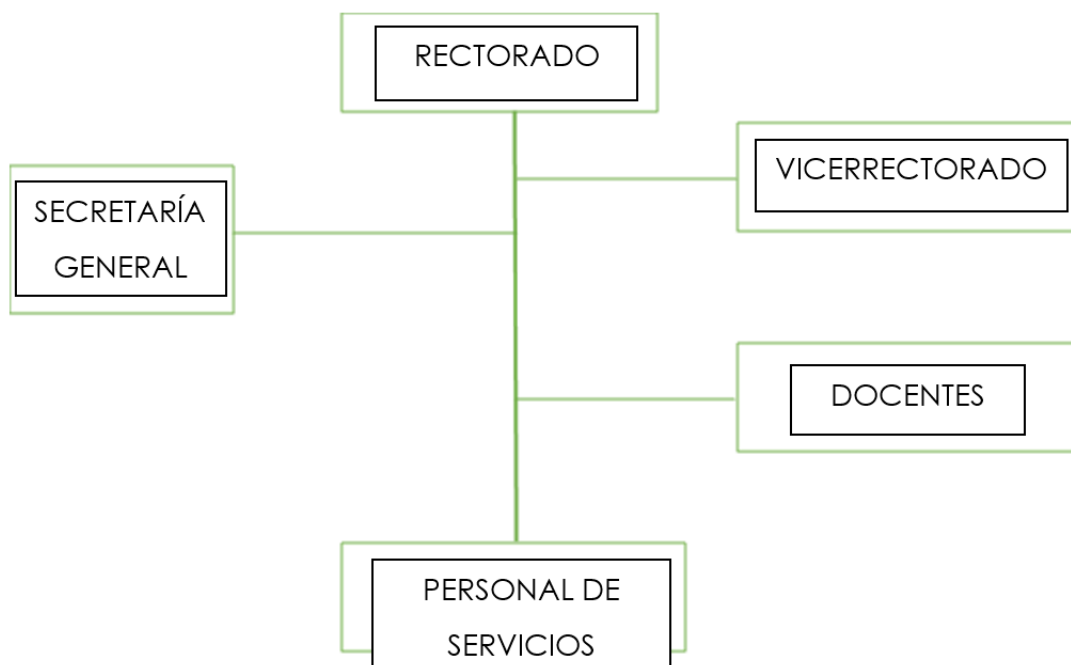 RECTORADO
VICERRECTORADO
SECRETARÍA
GENERAL
DOCENTES
PERSONAL DE
SERVICIOS